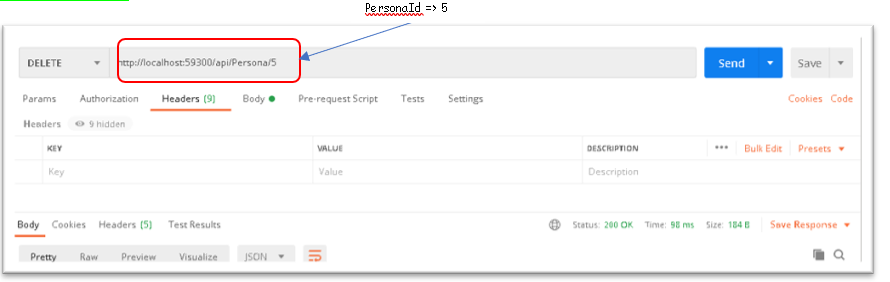 PersonaId => 5
DELETE http://localhost:59300/api/Persona/5 Send Save
Params Authorization Headers (9) Body Pre-request Script Tests Settings Cookies Code
Headers 9 hidden
KEY VALUE DESCRIPTION ••• Bulk Edit Presets
Key Value Description
Body Cookies Headers (5) Test Results Status: 200 OK Time: 98 ms Size: 184 B Save Response
Pretty Raw Preview Visualize JSON